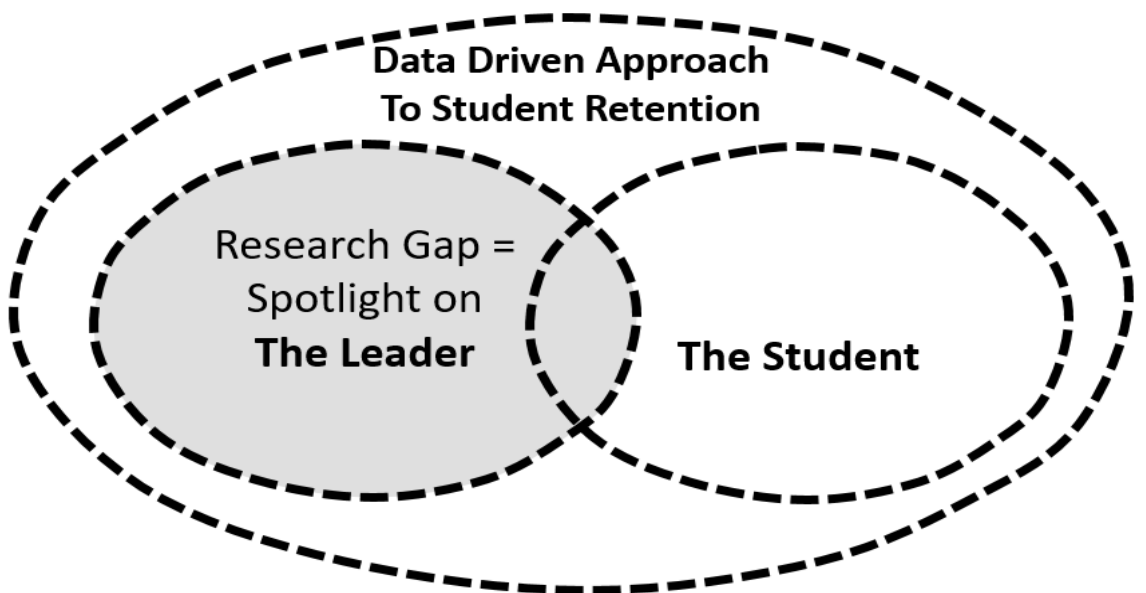 Data Driven Approach
To Student Retention
Research Gap =
Spotlight on
The Leader
The Student